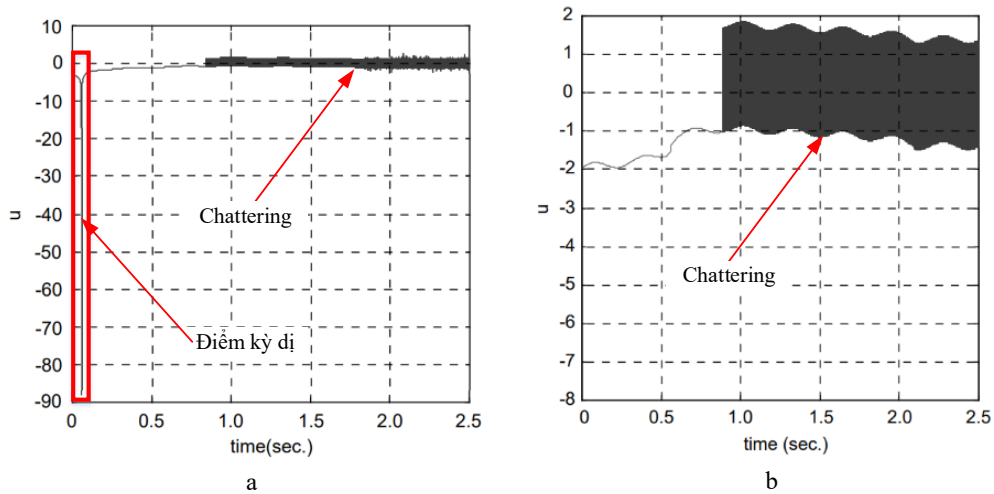 10
0
-10
-20
-30
-40
-50
-60
-70
-80
-90
u
Chattering
Điểm kỳ dị
0 0.5 1.0 1.5 2.0 2.5
time(sec.)
a
2
1
0
-1
-2
-3
-4
-5
-6
-7
-8
u
Chattering
0 0.5 1.0 1.5 2.0 2.5
time (sec.)
b